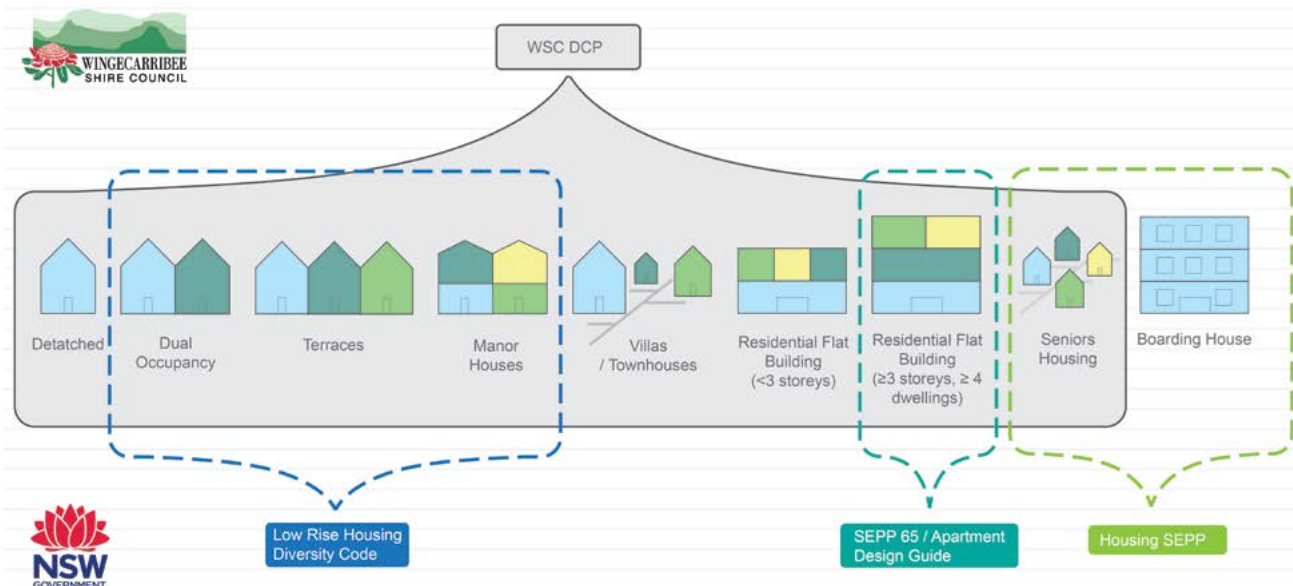 WINGECARRIBEE
SHIRE COUNCIL
WSC DCP
Detatched
Dual
Occupancy
Terraces
Manor
Houses
Villas
/ Townhouses
Residential Flat
Building
(<3 storeys)
Residential Flat
Building
(≥3 storeys, ≥ 4
dwellings)
Seniors
Housing
Boarding House
Low Rise Housing
Diversity Code
SEPP 65 / Apartment
Design Guide
Housing SEPP
NSW
GOVERNMENT